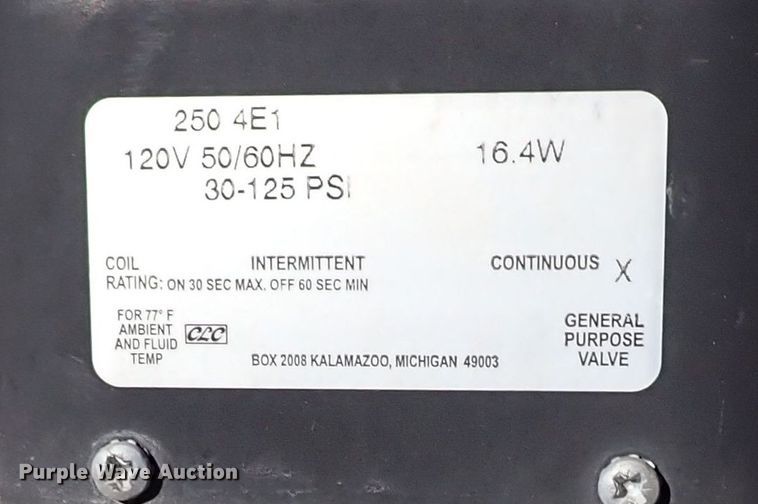 250 4E1
120V 50/60HZ 16.4W
30-125 PSI
COIL INTERMITTENT CONTINUOUS X
RATING: ON 30 SEC MAX. OFF 60 SEC MIN
FOR 77° F
AMBIENT
AND FLUID
TEMP
CLC
BOX 2008 KALAMAZOO, MICHIGAN 49003
GENERAL
PURPOSE
VALVE
Purple Wave Auction